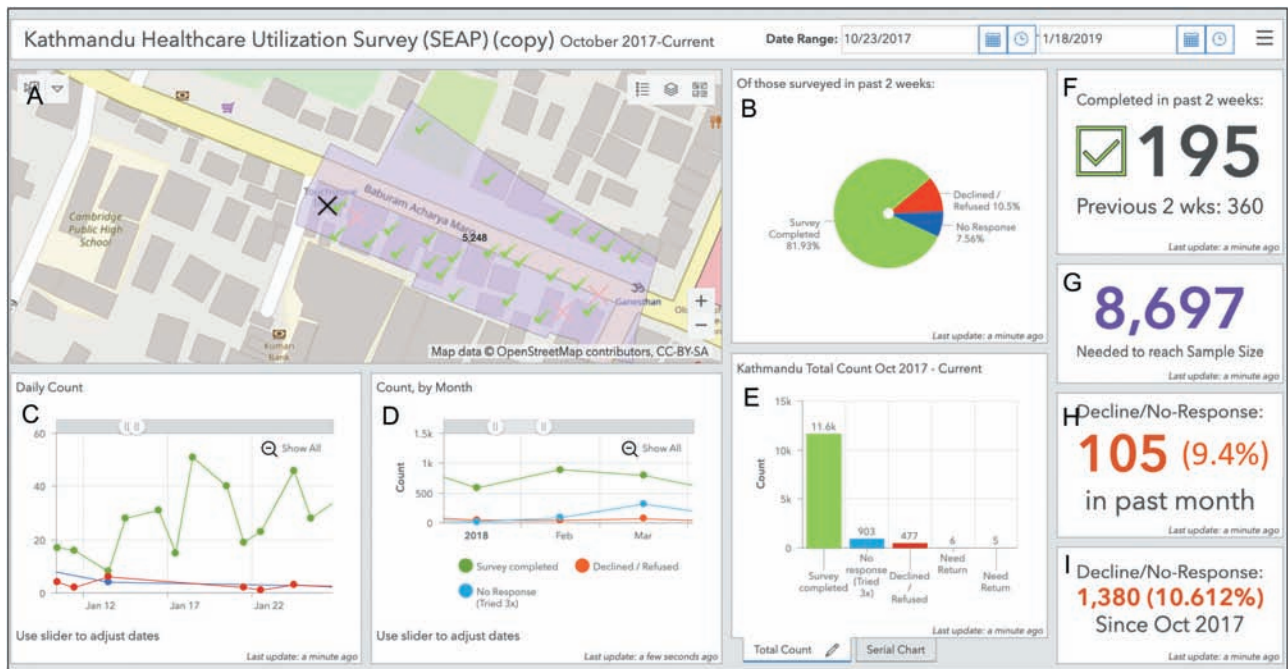 Kathmandu Healthcare Utilization Survey (SEAP) (copy) October 2017-Current
Date Range: 10/23/2017
- 1/18/2019
A
Cambridge
Public High
School
Baburam Acharya Marg
5,248
Ganesthan
Kumari
Bank
+
−
Map data © OpenStreetMap contributors, CC-BY-SA
Of those surveyed in past 2 weeks:
B
Declined /
Refused 10.5%
No Response
7.56%
Survey
Completed
81.93%
Last update: a minute ago
F
Completed in past 2 weeks:
195
Previous 2 wks: 360
Last update: a minute ago
G
8,697
Needed to reach Sample Size
Last update: a minute ago
Daily Count
C
60
40
20
0
Show All
Jan 12
Jan 17
Jan 22
Use slider to adjust dates
Last update: a minute ago
Count, by Month
D
1.5k
1k
500
0
Count
Show All
2018
Feb
Mar
Survey completed
Declined / Refused
No Response
(Tried 3x)
Use slider to adjust dates
Last update: a few seconds ago
Kathmandu Total Count Oct 2017 - Current
E
15k
10k
5k
0
Count
11.6k
903
477
6
5
Survey
completed
No
response
(Tried
3x)
Declined
/
Refused
Need
Return
Need
Return
Last update: a minute ago
Total Count
Serial Chart
H
Decline/No-Response:
105 (9.4%)
in past month
Last update: a minute ago
I
Decline/No-Response:
1,380 (10.612%)
Since Oct 2017
Last update: a minute ago